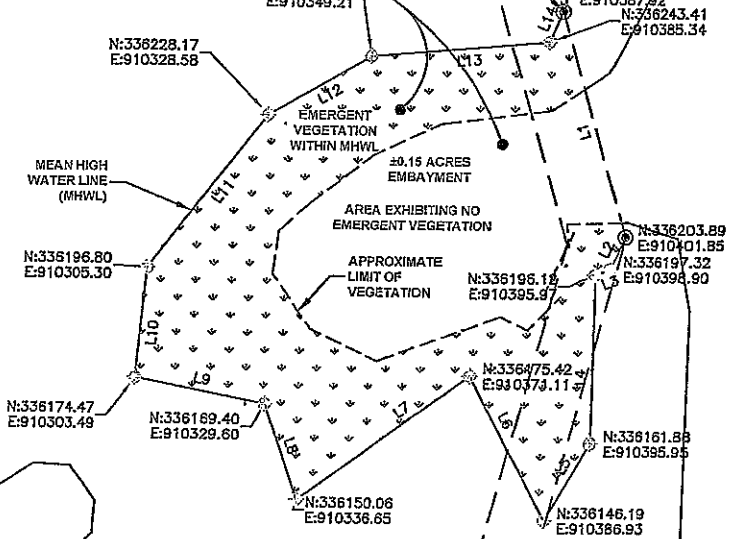 E:910349.21
E:910387.92
L14
N:336243.41
E:910385.34
N:336228.17
E:910328.58
L13
L12
EMERGENT
VEGETATION
WITHIN MHWL
L1
MEAN HIGH
WATER LINE
(MHWL)
L11
±0.15 ACRES
EMBAYMENT
AREA EXHIBITING NO
EMERGENT VEGETATION
N:336203.89
E:910401.85
L2
N:336196.80
E:910305.30
APPROXIMATE
LIMIT OF
VEGETATION
N:336196.12
E:910395.97
N:336197.32
E:910398.90
L3
L10
L9
N:336175.42
E:910373.11
L4
N:336174.47
E:910303.49
N:336169.40
E:910329.60
L7
L6
L8
N:336161.88
E:910395.95
L5
N:336150.06
E:910336.65
N:336146.19
E:910386.93